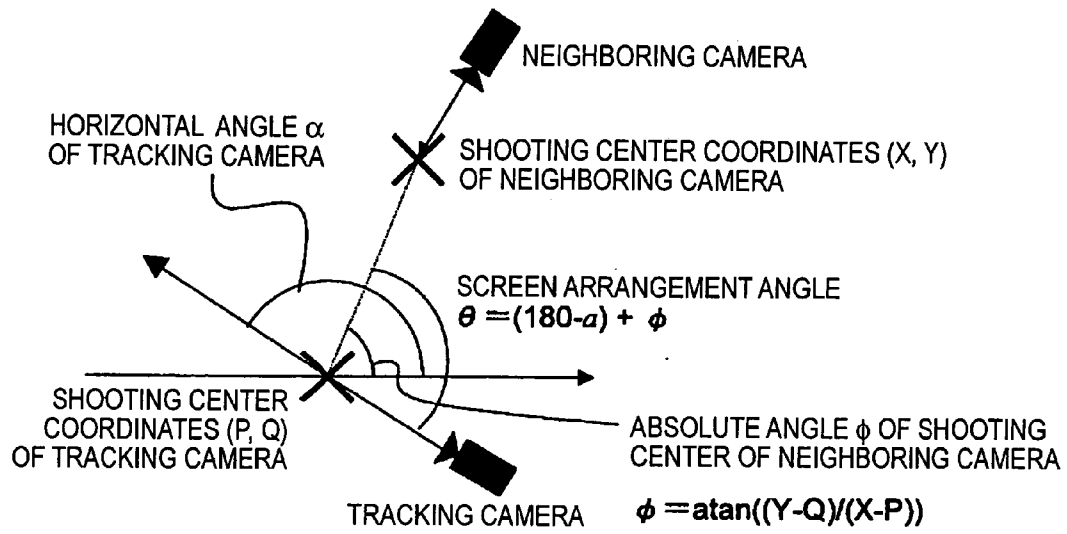 NEIGHBORING CAMERA
HORIZONTAL ANGLE α
OF TRACKING CAMERA
SHOOTING CENTER COORDINATES (X, Y)
OF NEIGHBORING CAMERA
SCREEN ARRANGEMENT ANGLE
θ =(180-a) + ϕ
SHOOTING CENTER
COORDINATES (P, Q)
OF TRACKING CAMERA
ABSOLUTE ANGLE ϕ OF SHOOTING
CENTER OF NEIGHBORING CAMERA
ϕ =atan((Y-Q)/(X-P))
TRACKING CAMERA